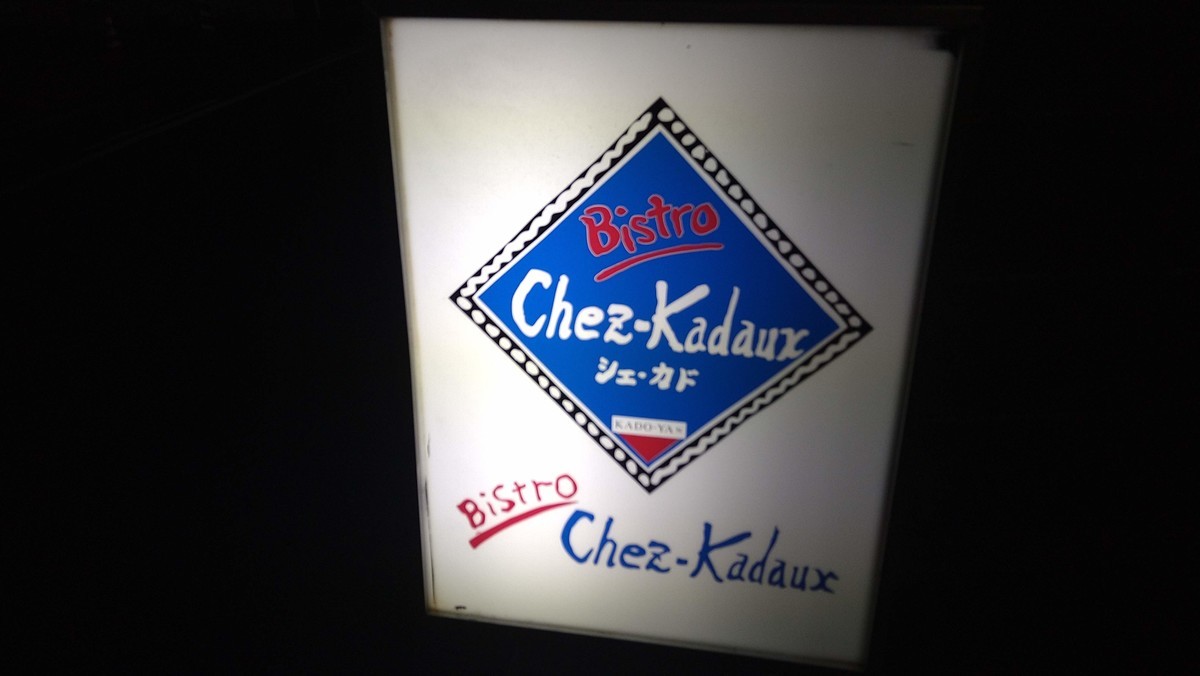 Bistro
Chez-Kadaux
シェ・カド
KADO-YA
BiStrO
Chez-Kadaux